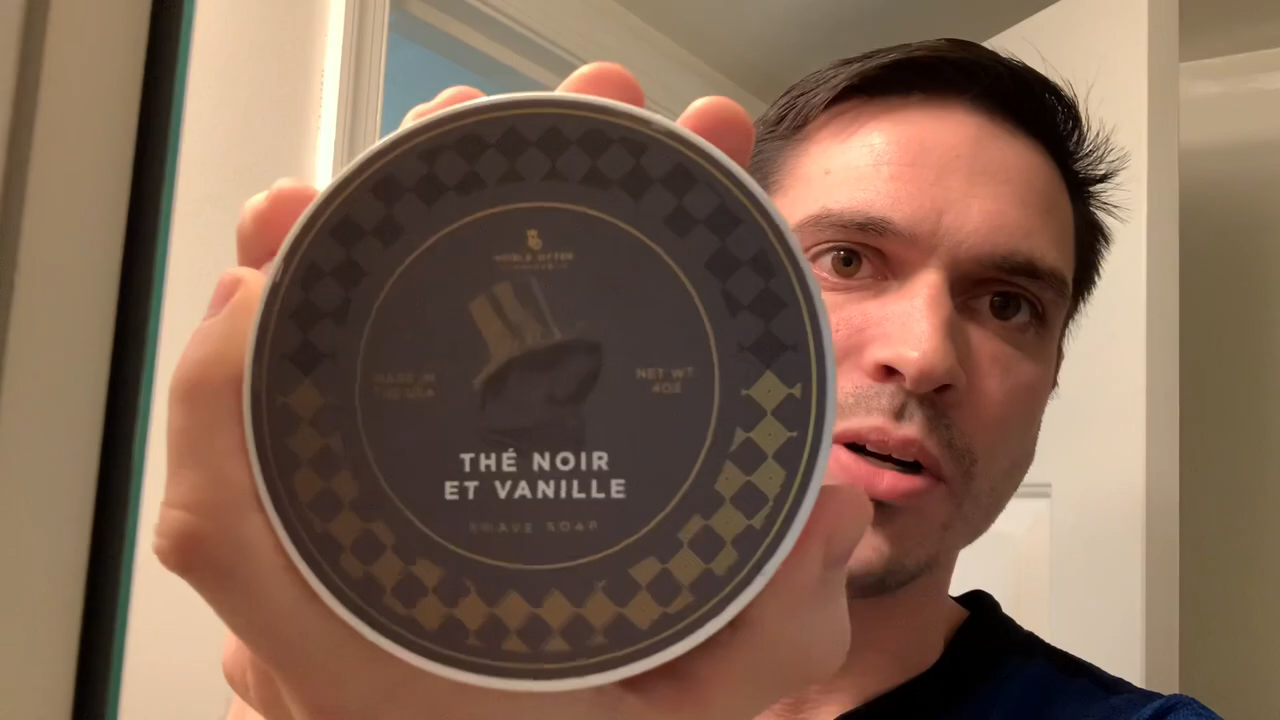 NOBLE OTTER
MADE IN
THE USA
NET WT
4OZ
THÉ NOIR
ET VANILLE
SHAVE SOAP